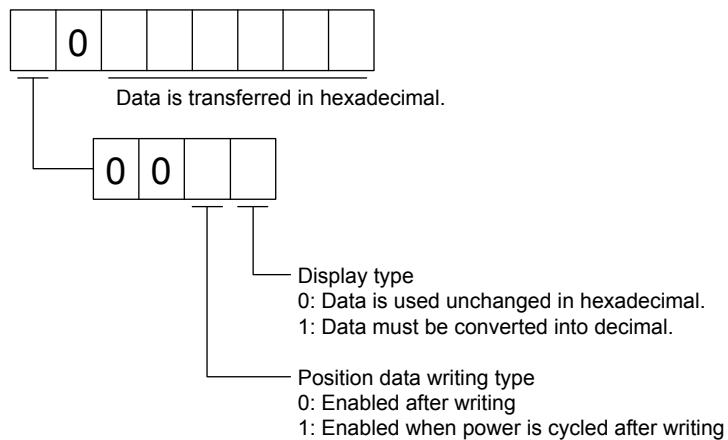 0
Data is transferred in hexadecimal.
0 0
Display type
0: Data is used unchanged in hexadecimal.
1: Data must be converted into decimal.
Position data writing type
0: Enabled after writing
1: Enabled when power is cycled after writing